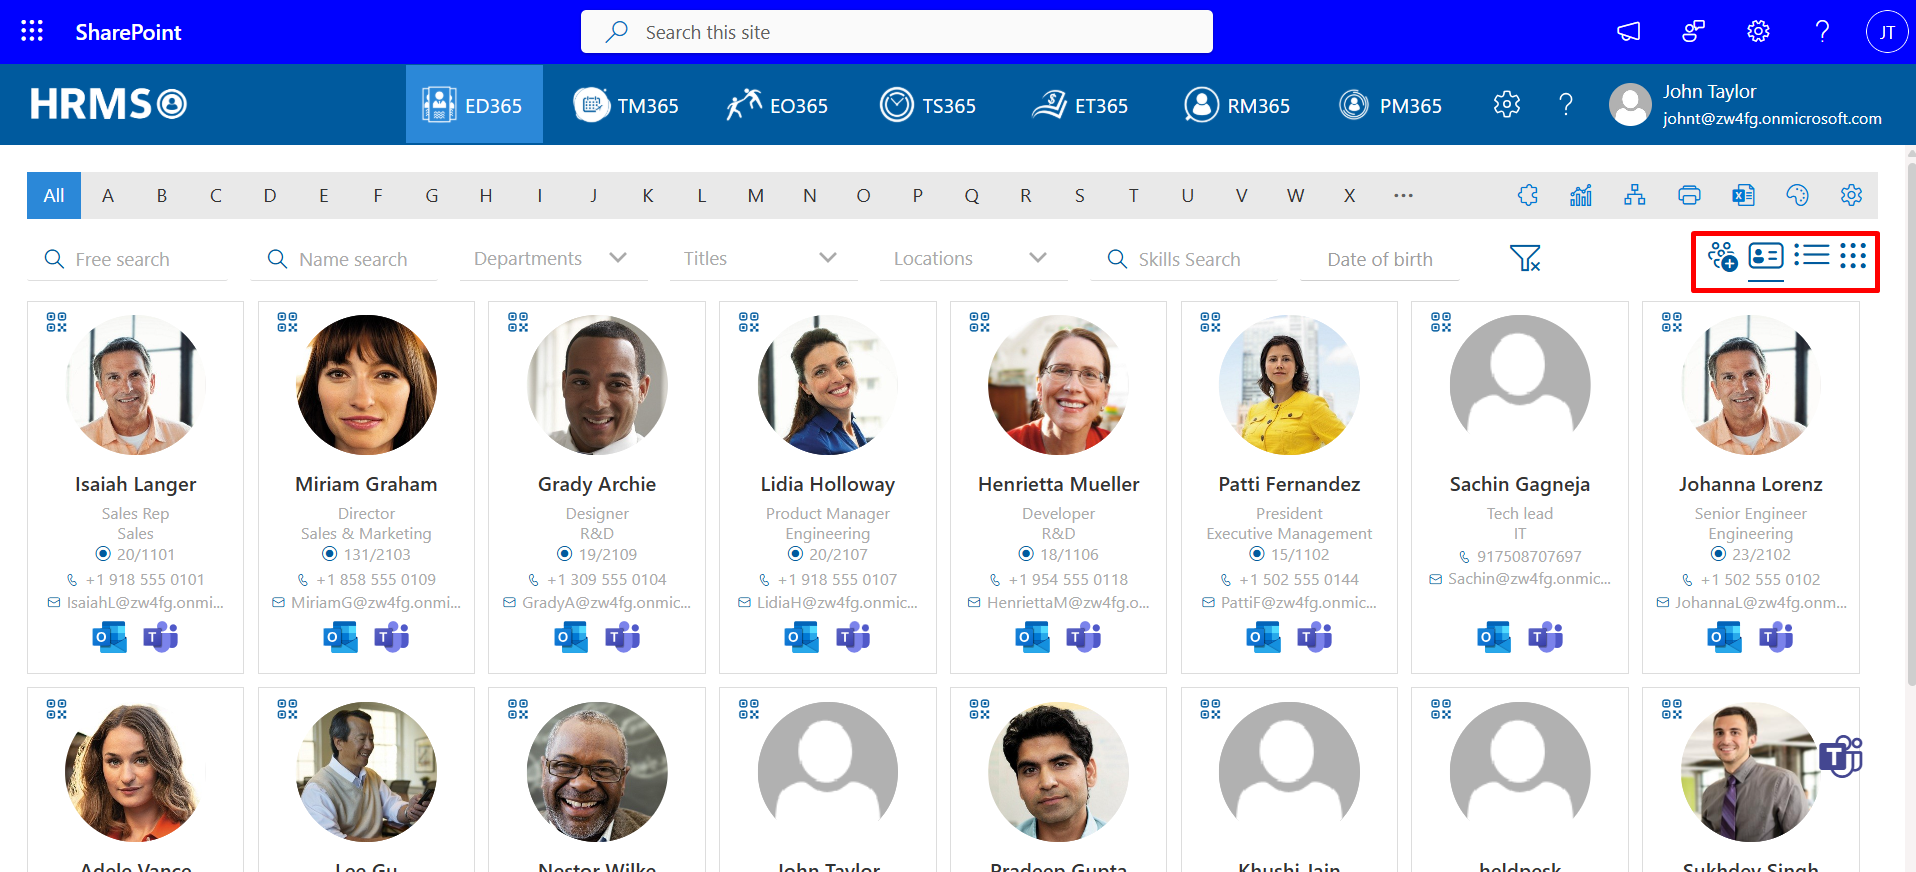 SharePoint
Search this site
JT
HRMS
ED365
TM365
EO365
TS365
ET365
RM365
PM365
John Taylor
johnt@zw4fg.onmicrosoft.com
All A B C D E F G H I J K L M N O P Q R S T U V W X ...
Free search
Name search
Departments
Titles
Locations
Skills Search
Date of birth
Isaiah Langer
Sales Rep
Sales
20/1101
+1 918 555 0101
IsaiahL@zw4fg.onmi...
Miriam Graham
Director
Sales & Marketing
131/2103
+1 858 555 0109
MiriamG@zw4fg.onmi...
Grady Archie
Designer
R&D
19/2109
+1 309 555 0104
GradyA@zw4fg.onmic...
Lidia Holloway
Product Manager
Engineering
20/2107
+1 918 555 0107
LidiaH@zw4fg.onmic...
Henrietta Mueller
Developer
R&D
18/1106
+1 954 555 0118
HenriettaM@zw4fg.o...
Patti Fernandez
President
Executive Management
15/1102
+1 502 555 0144
PattiF@zw4fg.onmic...
Sachin Gagneja
Tech lead
IT
917508707697
Sachin@zw4fg.onmic...
Johanna Lorenz
Senior Engineer
Engineering
23/2102
+1 502 555 0102
JohannaL@zw4fg.onm...
Adele Vance
Lee Gu
Nestor Wilke
John Taylor
Pradeep Gupta
Khushi Jain
heldpesk
Sukhdev Singh